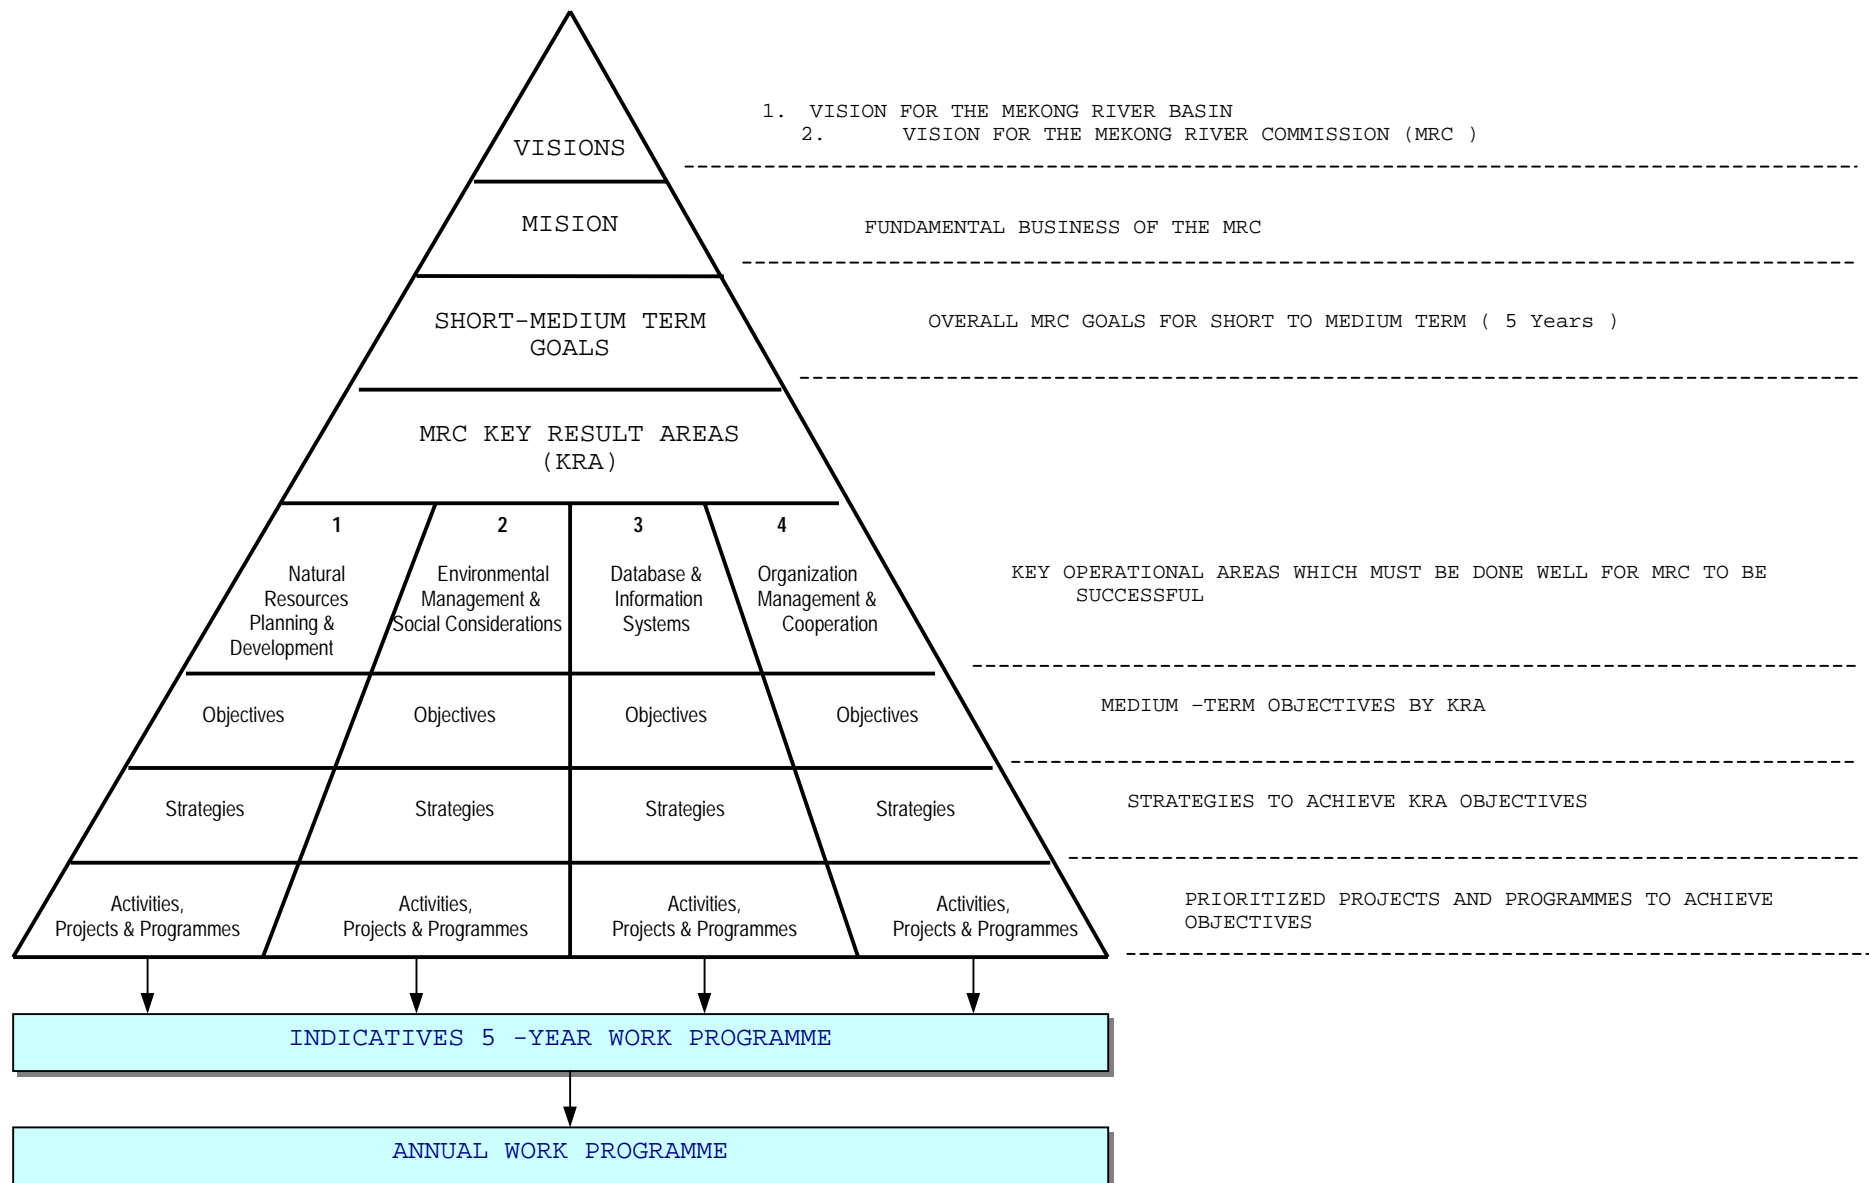 1. VISION FOR THE MEKONG RIVER BASIN
2. VISION FOR THE MEKONG RIVER COMMISSION (MRC )
VISIONS
MISION
FUNDAMENTAL BUSINESS OF THE MRC
SHORT-MEDIUM TERM
GOALS
OVERALL MRC GOALS FOR SHORT TO MEDIUM TERM ( 5 Years )
MRC KEY RESULT AREAS
(KRA)
1
Natural
Resources
Planning &
Development
2
Environmental
Management &
Social Considerations
3
Database &
Information
Systems
4
Organization
Management &
Cooperation
KEY OPERATIONAL AREAS WHICH MUST BE DONE WELL FOR MRC TO BE
SUCCESSFUL
Objectives
Objectives
Objectives
Objectives
MEDIUM -TERM OBJECTIVES BY KRA
Strategies
Strategies
Strategies
Strategies
STRATEGIES TO ACHIEVE KRA OBJECTIVES
Activities,
Projects & Programmes
Activities,
Projects & Programmes
Activities,
Projects & Programmes
Activities,
Projects & Programmes
PRIORITIZED PROJECTS AND PROGRAMMES TO ACHIEVE
OBJECTIVES
INDICATIVES 5 -YEAR WORK PROGRAMME
ANNUAL WORK PROGRAMME